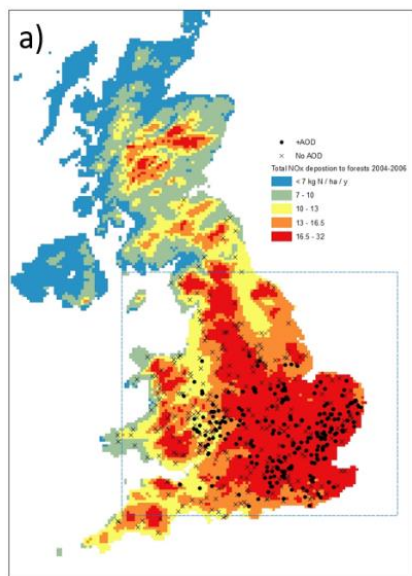 a)
+AOD
No AOD
Total NOx deposition to forests 2004-2006
< 7 kg N / ha / y
7 - 10
10 - 13
13 - 16.5
16.5 - 32